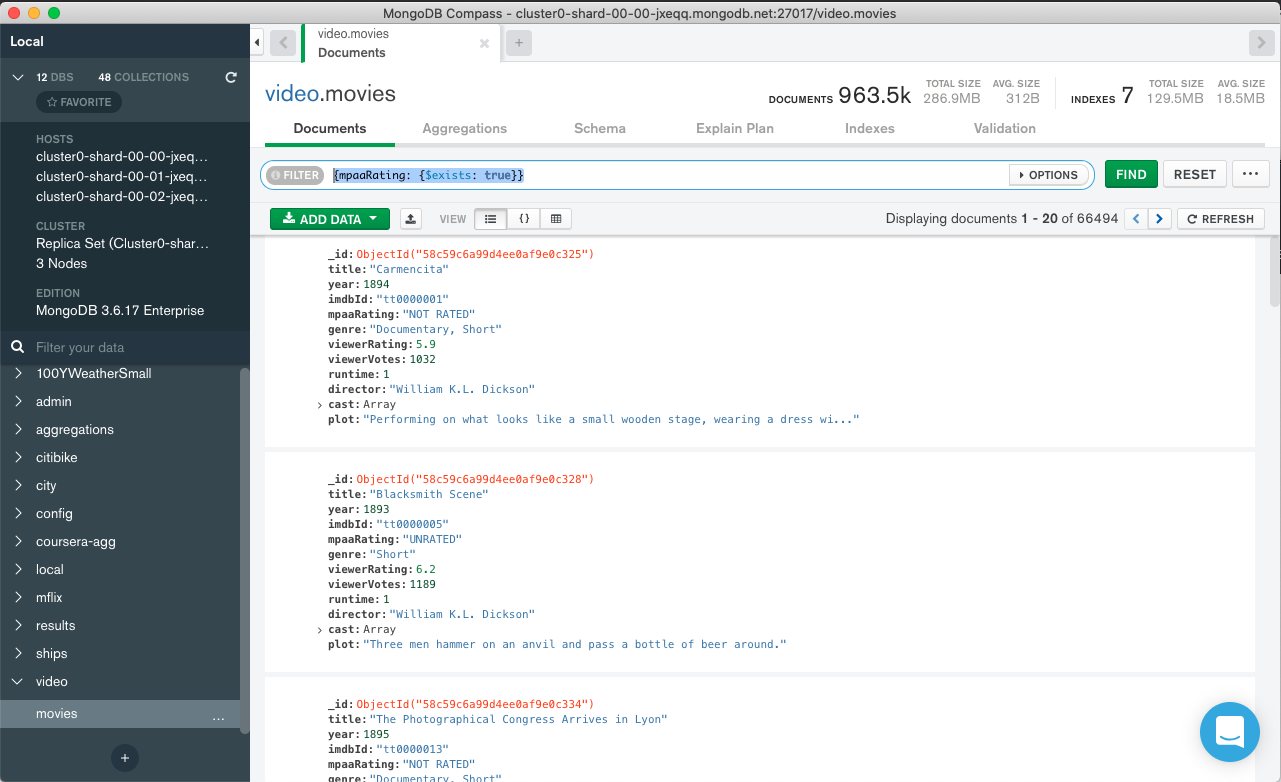 MongoDB Compass - cluster0-shard-00-00-jxeqq.mongodb.net:27017/video.movies
Local
12 DBS 48 COLLECTIONS
FAVORITE
HOSTS
cluster0-shard-00-00-jxeq...
cluster0-shard-00-01-jxeq...
cluster0-shard-00-02-jxeq...
CLUSTER
Replica Set (Cluster0-shar...
3 Nodes
EDITION
MongoDB 3.6.17 Enterprise
Filter your data
100YWeatherSmall
admin
aggregations
citibike
city
config
coursera-agg
local
mflix
results
ships
video
movies ...
+
video.movies
Documents
+
video.movies
DOCUMENTS 963.5k TOTAL SIZE 286.9MB AVG. SIZE 312B INDEXES 7 TOTAL SIZE 129.5MB AVG. SIZE 18.5MB
Documents Aggregations Schema Explain Plan Indexes Validation
FILTER {mpaaRating: {$exists: true}} OPTIONS FIND RESET ...
ADD DATA VIEW {} Displaying documents 1 - 20 of 66494 < > REFRESH
_id: ObjectId("58c59c6a99d4ee0af9e0c325")
title: "Carmencita"
year: 1894
imdbId: "tt0000001"
mpaaRating: "NOT RATED"
genre: "Documentary, Short"
viewerRating: 5.9
viewerVotes: 1032
runtime: 1
director: "William K.L. Dickson"
> cast: Array
plot: "Performing on what looks like a small wooden stage, wearing a dress wi..."
_id: ObjectId("58c59c6a99d4ee0af9e0c328")
title: "Blacksmith Scene"
year: 1893
imdbId: "tt0000005"
mpaaRating: "UNRATED"
genre: "Short"
viewerRating: 6.2
viewerVotes: 1189
runtime: 1
director: "William K.L. Dickson"
> cast: Array
plot: "Three men hammer on an anvil and pass a bottle of beer around."
_id: ObjectId("58c59c6a99d4ee0af9e0c334")
title: "The Photographical Congress Arrives in Lyon"
year: 1895
imdbId: "tt0000013"
mpaaRating: "NOT RATED"
genre: "Documentary, Short"